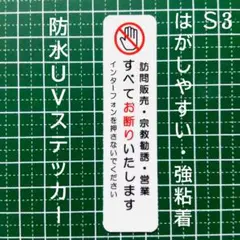 S3
はがしやすい・強粘着
訪問販売・宗教勧誘・営業
すべてお断りいたします
インターフォンを押さないでください
防水UVステッカー